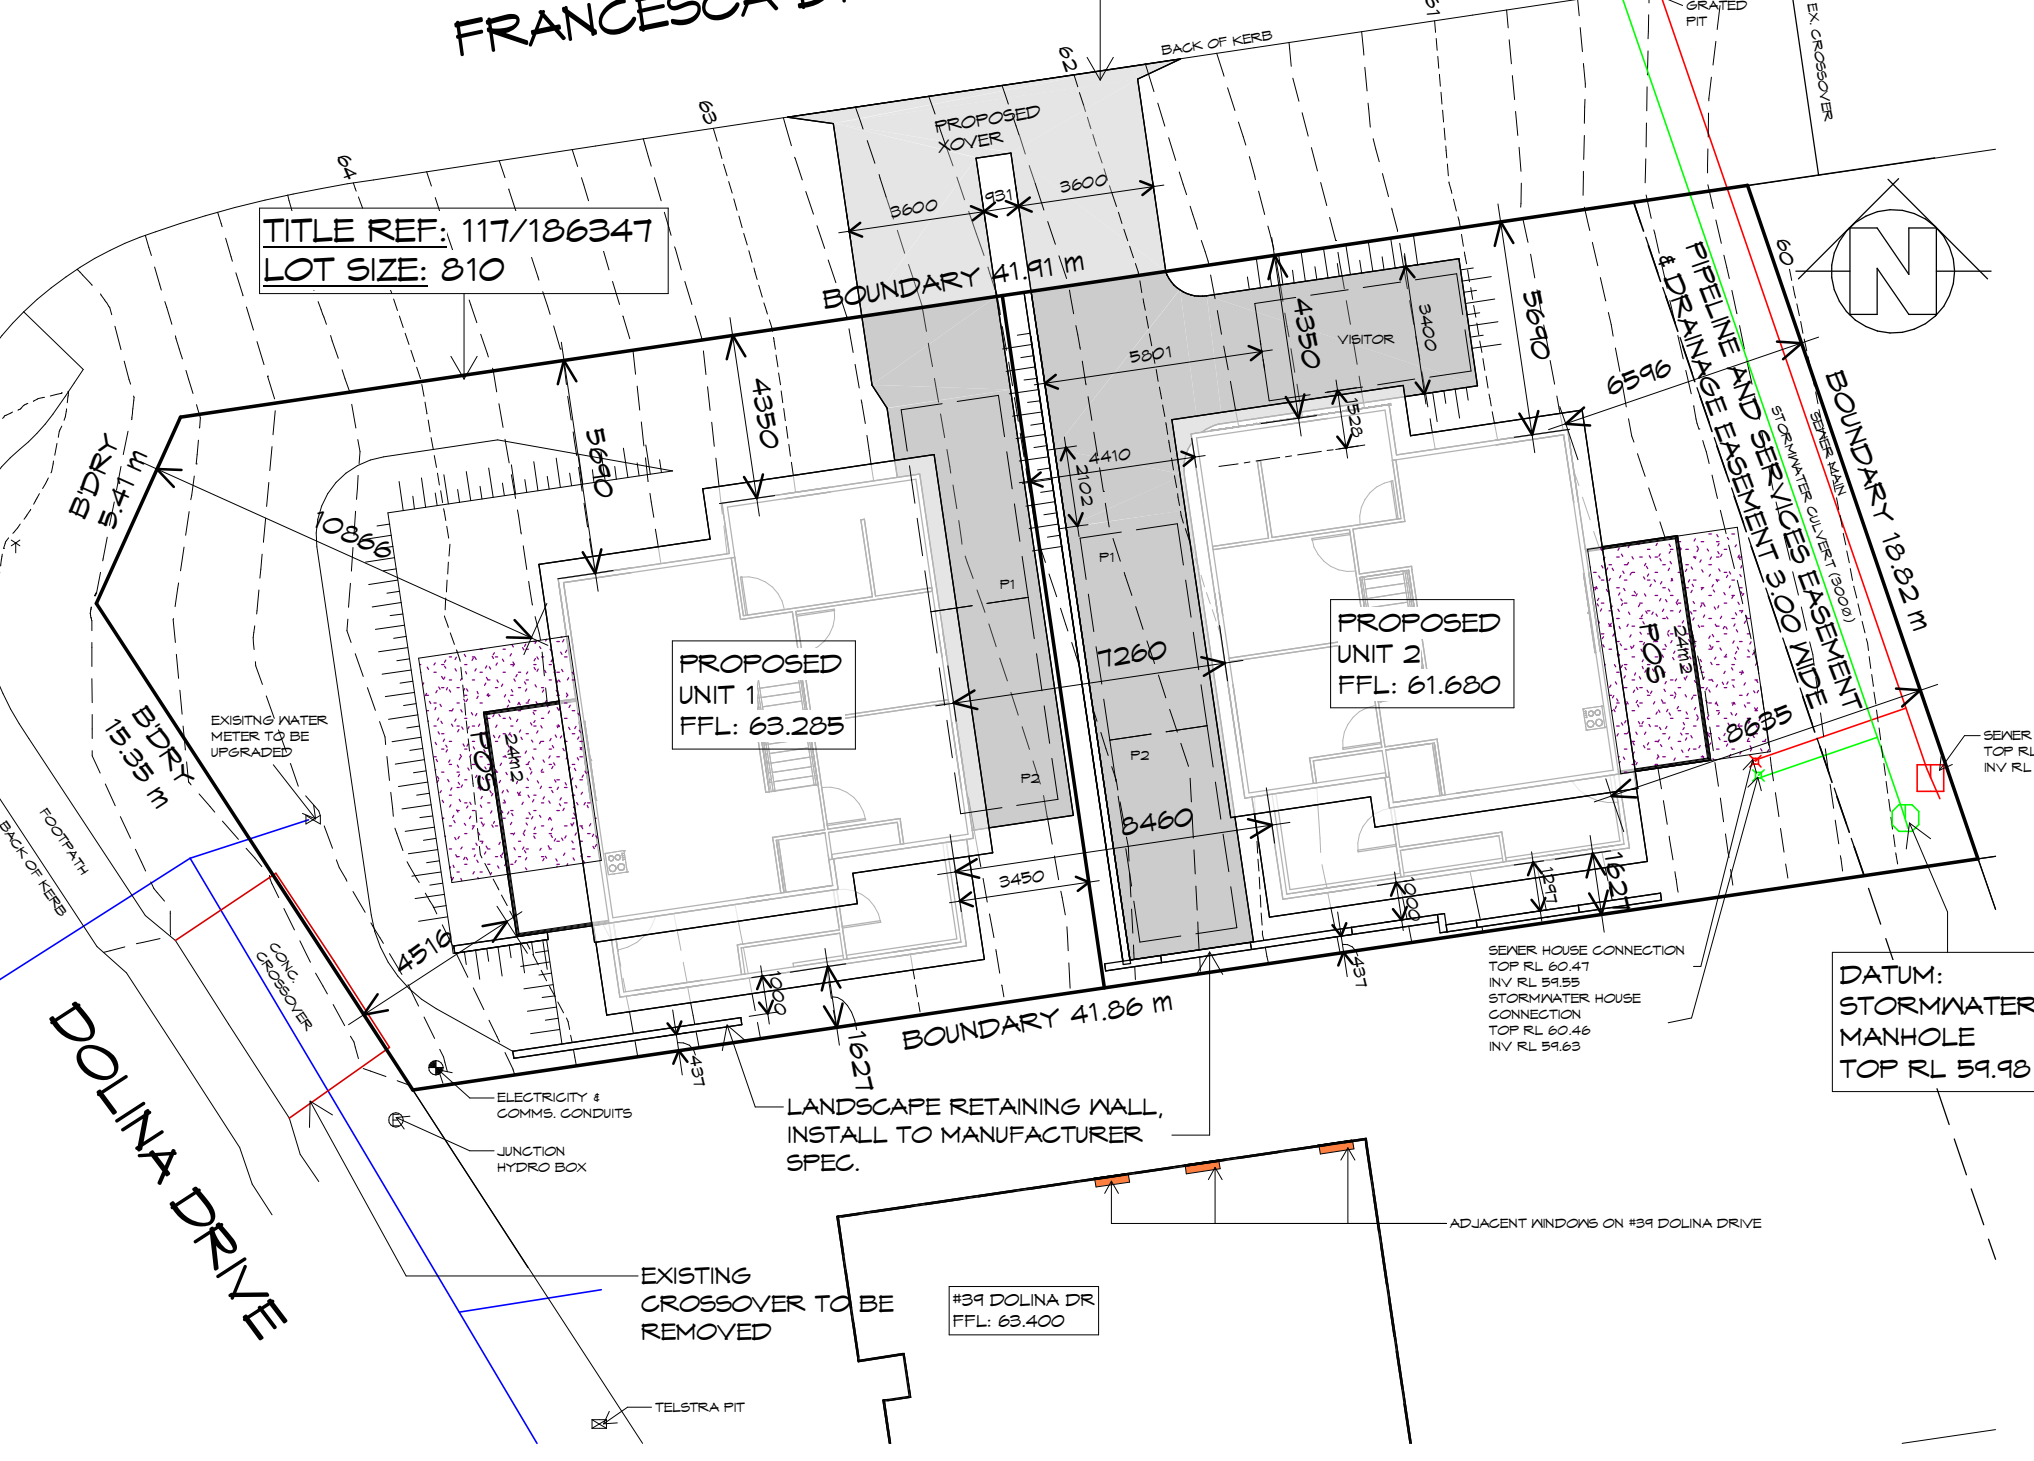 FRANCESCA
GRATED
PIT
EX. CROSSOVER
61
62
63
64
60
BACK OF KERB
PROPOSED
XOVER
3600
931
3600
TITLE REF: 117/186347
LOT SIZE: 810
BOUNDARY 41.91 m
N
PIPELINE AND SERVICES EASEMENT
& DRAINAGE EASEMENT 3.00 WIDE
4350
3400
VISITOR
5801
5690
6596
BOUNDARY 18.82 m
SEWER MAIN
STORMWATER CULVERT (300Ø)
B'DRY
5.41 m
10866
5690
4350
1528
4410
2102
P1
P1
PROPOSED
UNIT 1
FFL: 63.285
7260
PROPOSED
UNIT 2
FFL: 61.680
POS
24m2
POS
24m2
B'DRY
15.35 m
EXISITNG WATER
METER TO BE
UPGRADED
P2
P2
8635
SEWER
TOP RL
INV RL
FOOTPATH
BACK OF KERB
8460
3450
4516
CONC.
CROSSOVER
1000
1297
1627
437
1000
1627
437
SEWER HOUSE CONNECTION
TOP RL 60.47
INV RL 59.55
STORMWATER HOUSE
CONNECTION
TOP RL 60.46
INV RL 59.63
DATUM:
STORMWATER
MANHOLE
TOP RL 59.98
BOUNDARY 41.86 m
DOLINA DRIVE
ELECTRICITY &
COMMS. CONDUITS
JUNCTION
HYDRO BOX
LANDSCAPE RETAINING WALL,
INSTALL TO MANUFACTURER
SPEC.
ADJACENT WINDOWS ON #39 DOLINA DRIVE
EXISTING
CROSSOVER TO BE
REMOVED
#39 DOLINA DR
FFL: 63.400
TELSTRA PIT